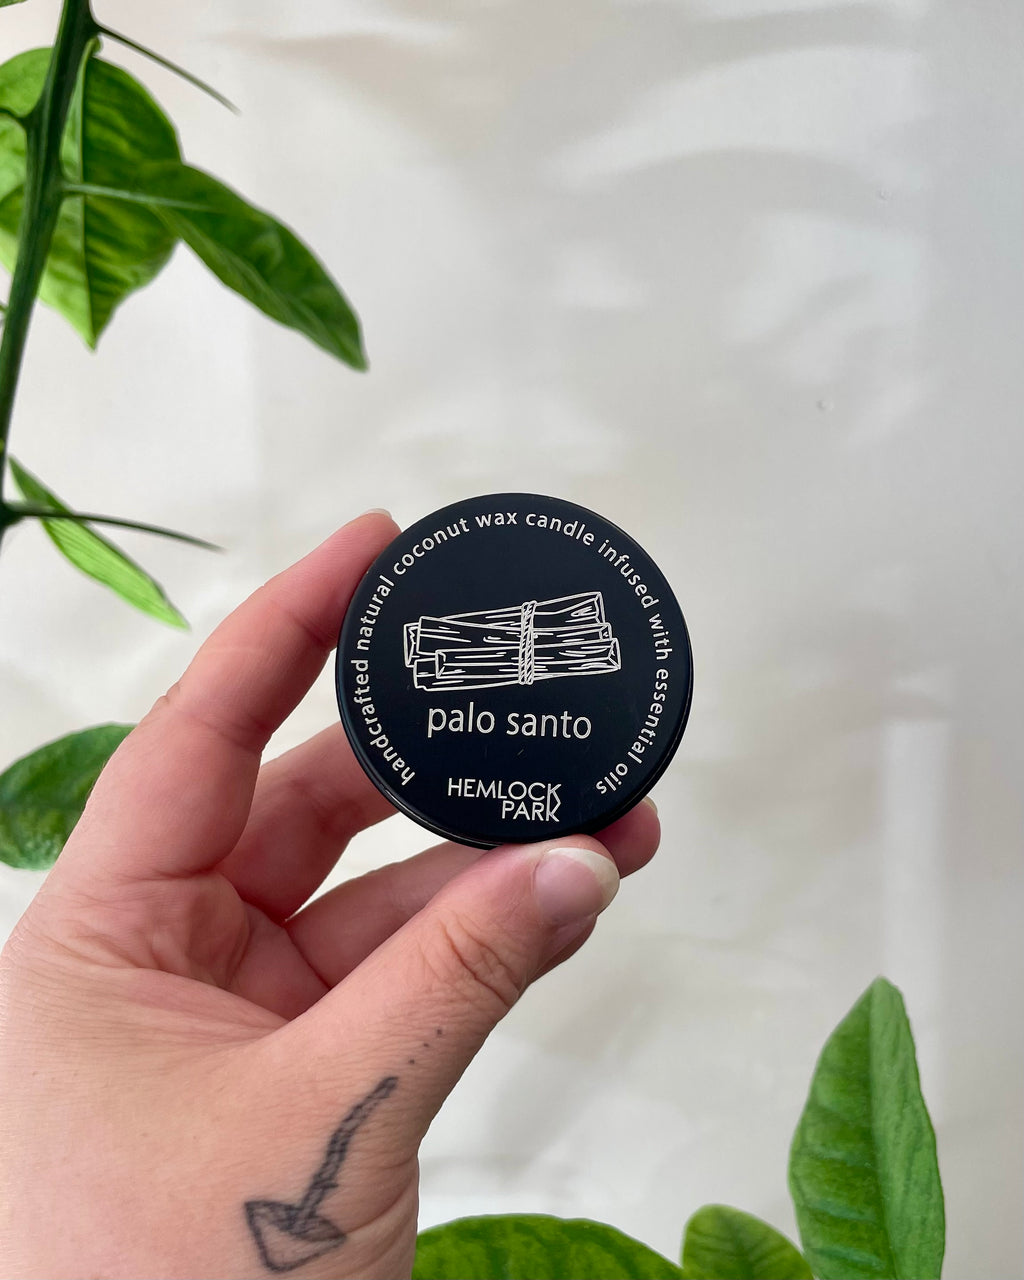 handcrafted natural coconut wax candle infused with essential oils
palo santo
HEMLOCK
PARK